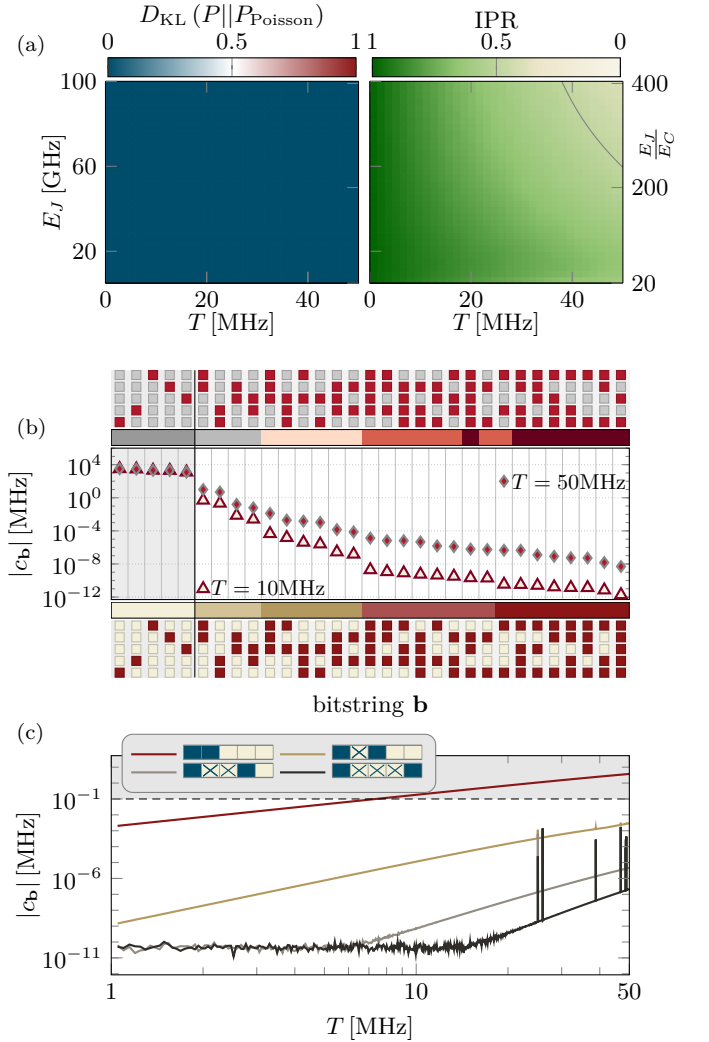 D_KL (P||P_Poisson) IPR
(a) 0 0.5 1 1 0.5 0
100 400
60 200
20 20
E_J [GHz] E_J/E_C
0 20 40 0 20 40
T [MHz] T [MHz]
(b)
10^4
10^0 T = 50MHz
10^−4
10^−8
10^−12 T = 10MHz
|c_b| [MHz]
bitstring b
(c)
10^−1
10^−6
10^−11
|c_b| [MHz]
1 10 50
T [MHz]